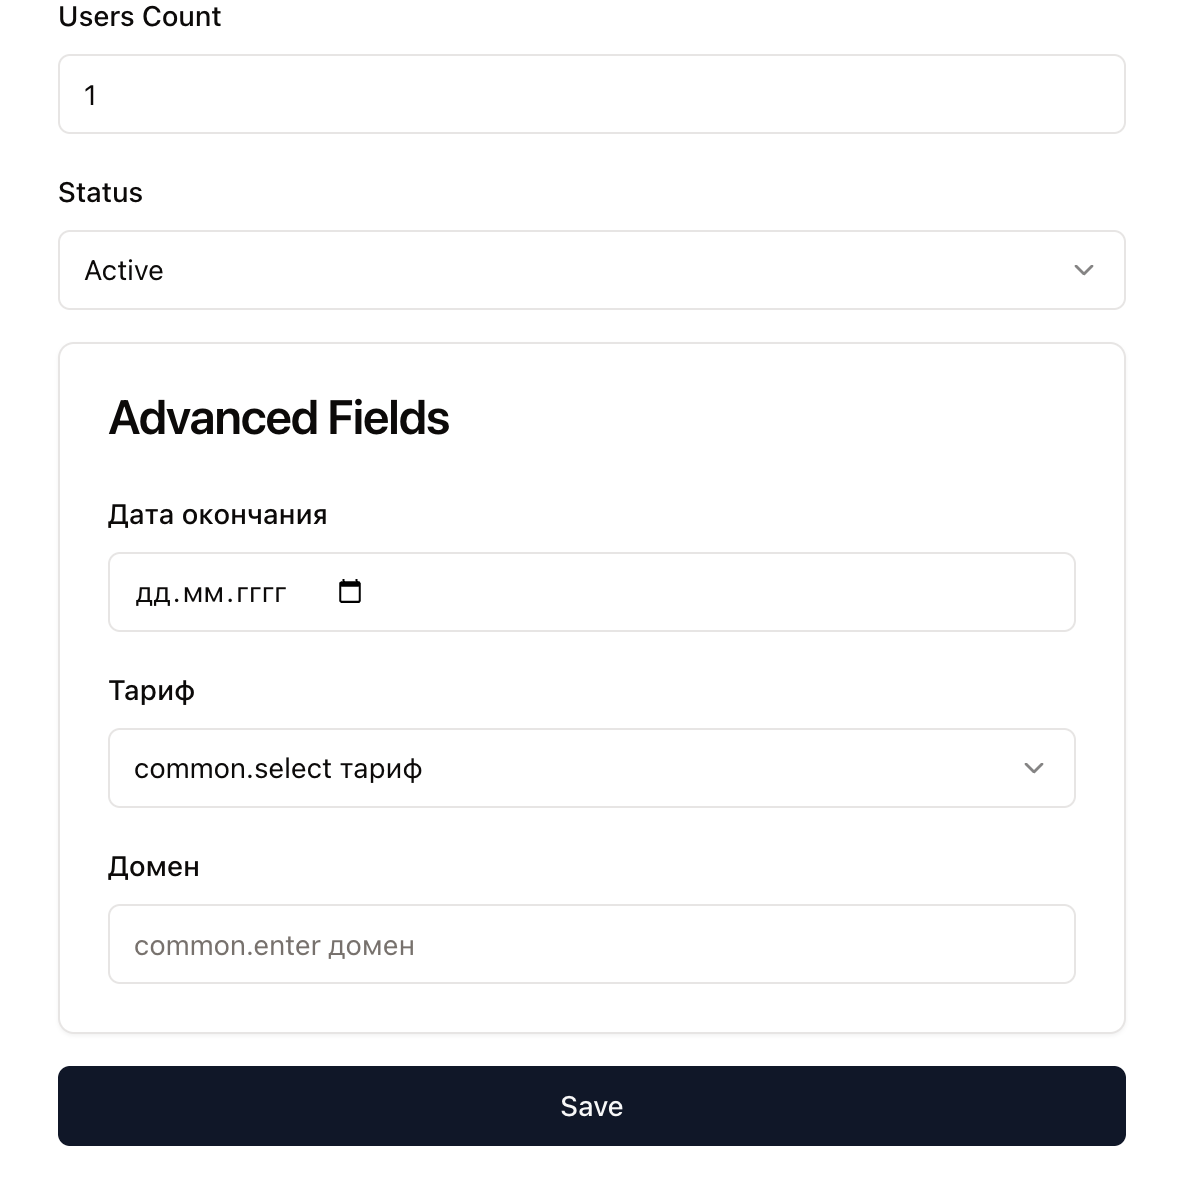 Users Count
1
Status
Active
Advanced Fields
Дата окончания
дд.мм.гггг
Тариф
common.select тариф
Домен
common.enter домен
Save